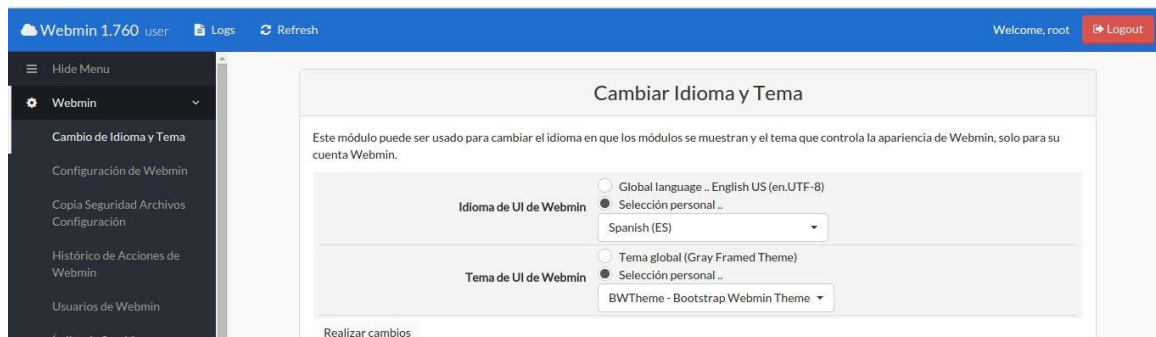 Webmin 1.760 user Logs Refresh Welcome, root Logout
Hide Menu
Webmin
Cambio de Idioma y Tema
Configuración de Webmin
Copia Seguridad Archivos
Configuración
Histórico de Acciones de
Webmin
Usuarios de Webmin
Cambiar Idioma y Tema
Este módulo puede ser usado para cambiar el idioma en que los módulos se muestran y el tema que controla la apariencia de Webmin, solo para su
cuenta Webmin.
Idioma de UI de Webmin
Global language .. English US (en.UTF-8)
Selección personal ..
Spanish (ES)
Tema de UI de Webmin
Tema global (Gray Framed Theme)
Selección personal ..
BWTheme - Bootstrap Webmin Theme
Realizar cambios